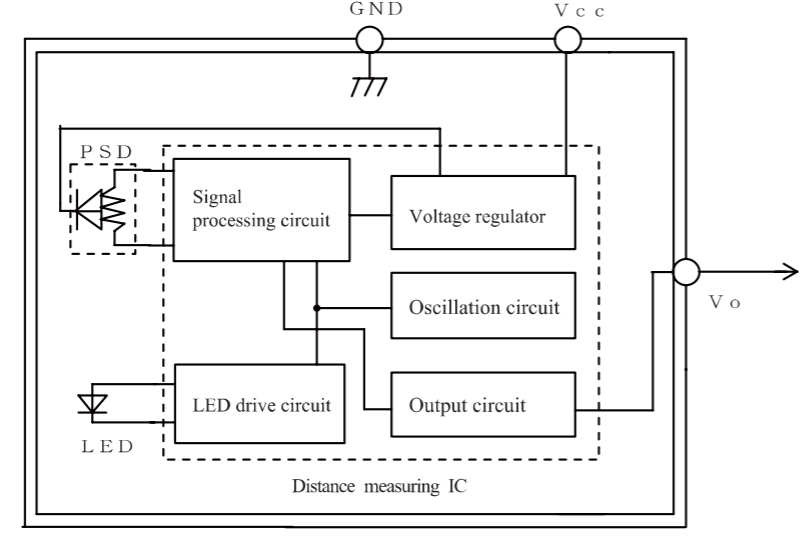 GND
Vcc
PSD
Signal
processing circuit
Voltage regulator
Oscillation circuit
Vo
LED drive circuit
Output circuit
LED
Distance measuring IC